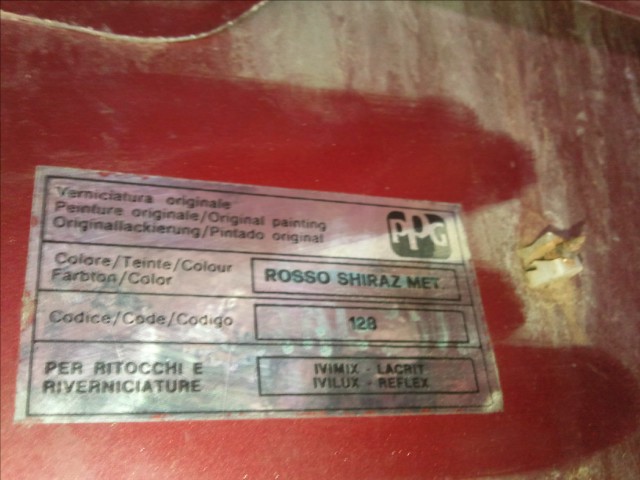 Verniciatura originale
Peinture originale/Original painting
Originallackierung/Pintado original
PPG
Colore/Teinte/Colour
Farbton/Color
ROSSO SHIRAZ MET.
Codice/Code/Codigo
128
PER RITOCCHI E
RIVERNICIATURE
IVIMIX - LACRIT
IVILUX - REFLEX